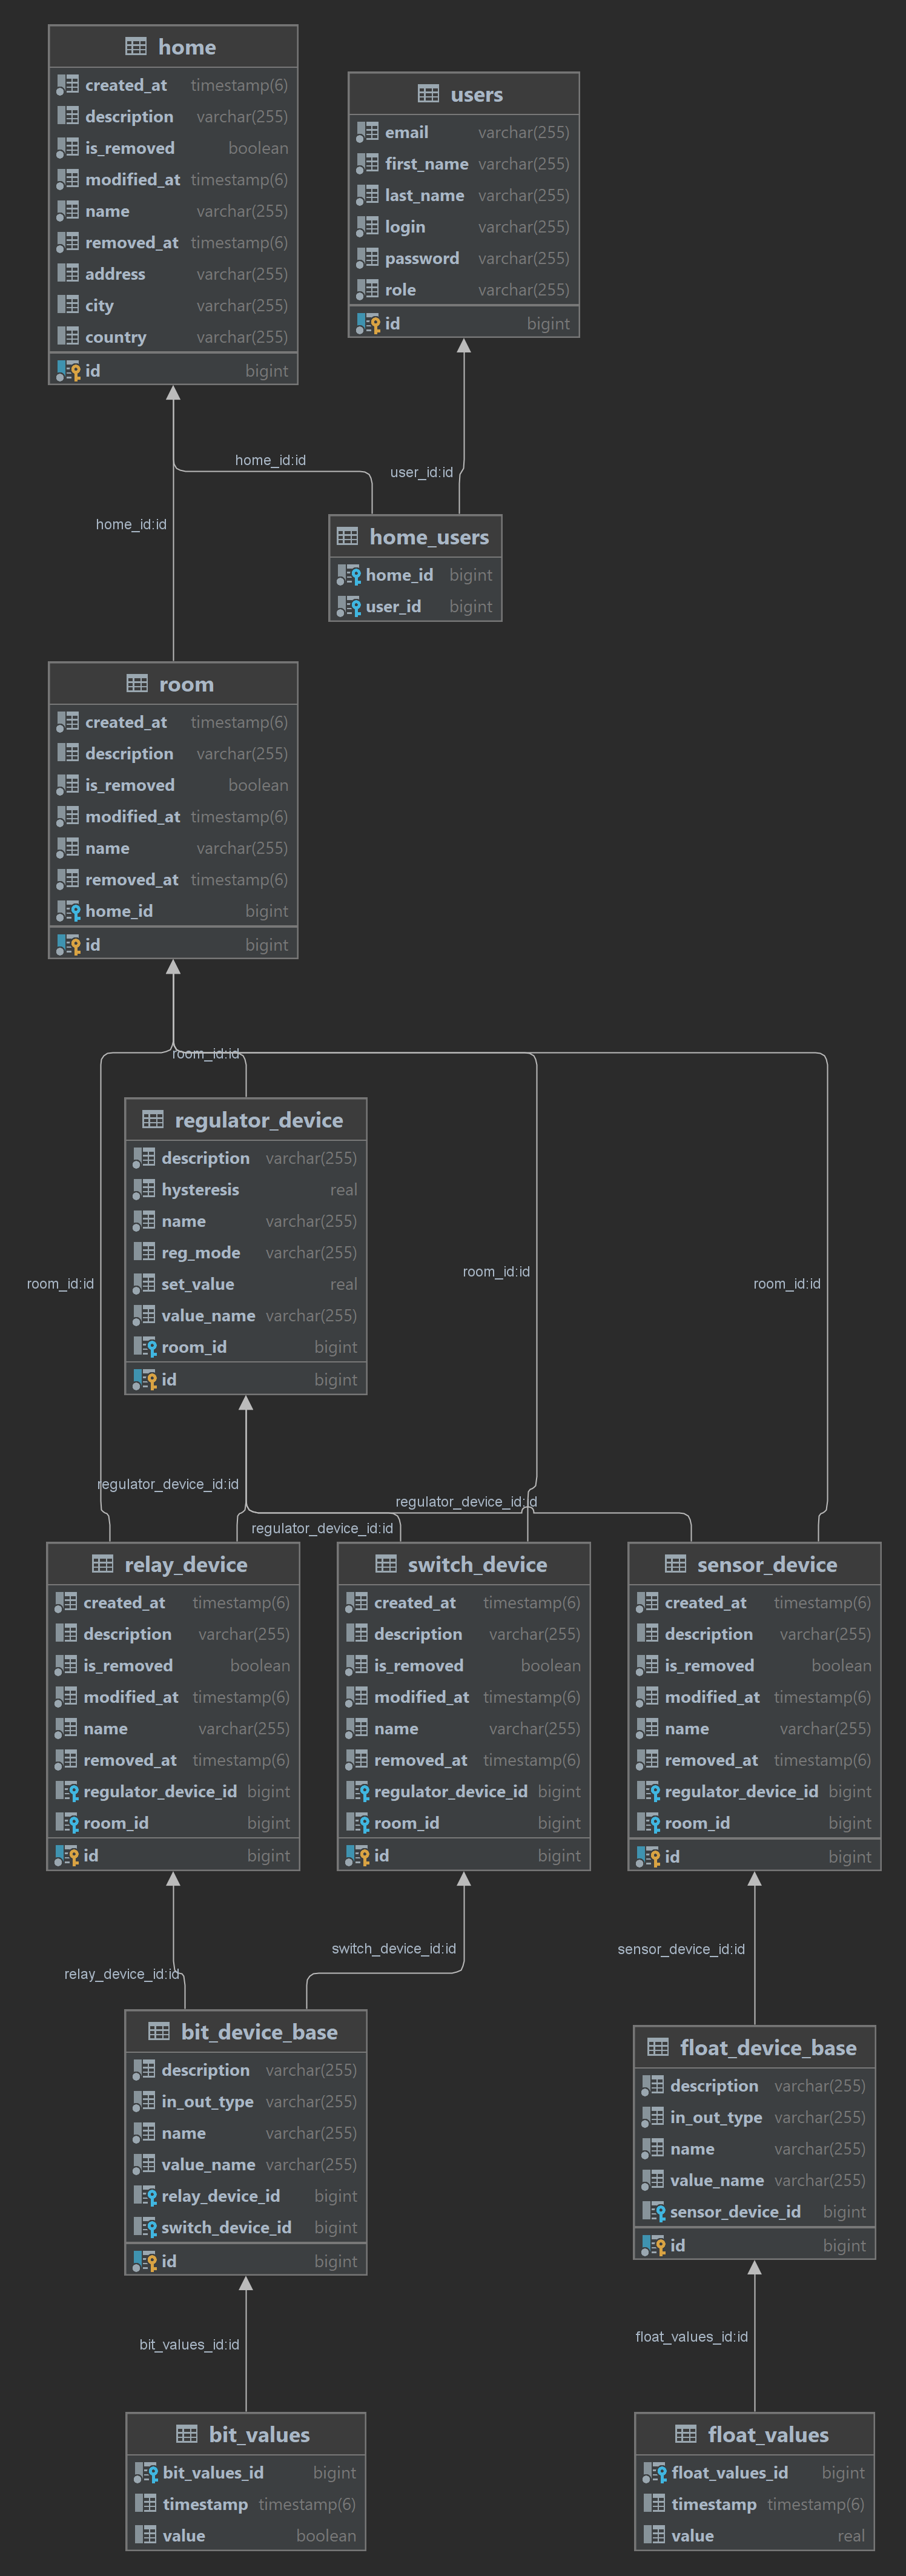 home
created_at timestamp(6)
description varchar(255)
is_removed boolean
modified_at timestamp(6)
name varchar(255)
removed_at timestamp(6)
address varchar(255)
city varchar(255)
country varchar(255)
id bigint
users
email varchar(255)
first_name varchar(255)
last_name varchar(255)
login varchar(255)
password varchar(255)
role varchar(255)
id bigint
home_id:id
user_id:id
home_id:id
home_users
home_id bigint
user_id bigint
room
created_at timestamp(6)
description varchar(255)
is_removed boolean
modified_at timestamp(6)
name varchar(255)
removed_at timestamp(6)
home_id bigint
id bigint
room_id:id
regulator_device
description varchar(255)
hysteresis real
name varchar(255)
reg_mode varchar(255)
set_value real
value_name varchar(255)
room_id bigint
id bigint
room_id:id
room_id:id
room_id:id
regulator_device_id:id
regulator_device_id:id
regulator_device_id:id
relay_device
created_at timestamp(6)
description varchar(255)
is_removed boolean
modified_at timestamp(6)
name varchar(255)
removed_at timestamp(6)
regulator_device_id bigint
room_id bigint
id bigint
switch_device
created_at timestamp(6)
description varchar(255)
is_removed boolean
modified_at timestamp(6)
name varchar(255)
removed_at timestamp(6)
regulator_device_id bigint
room_id bigint
id bigint
sensor_device
created_at timestamp(6)
description varchar(255)
is_removed boolean
modified_at timestamp(6)
name varchar(255)
removed_at timestamp(6)
regulator_device_id bigint
room_id bigint
id bigint
relay_device_id:id
switch_device_id:id
sensor_device_id:id
bit_device_base
description varchar(255)
in_out_type varchar(255)
name varchar(255)
value_name varchar(255)
relay_device_id bigint
switch_device_id bigint
id bigint
float_device_base
description varchar(255)
in_out_type varchar(255)
name varchar(255)
value_name varchar(255)
sensor_device_id bigint
id bigint
bit_values_id:id
float_values_id:id
bit_values
bit_values_id bigint
timestamp timestamp(6)
value boolean
float_values
float_values_id bigint
timestamp timestamp(6)
value real